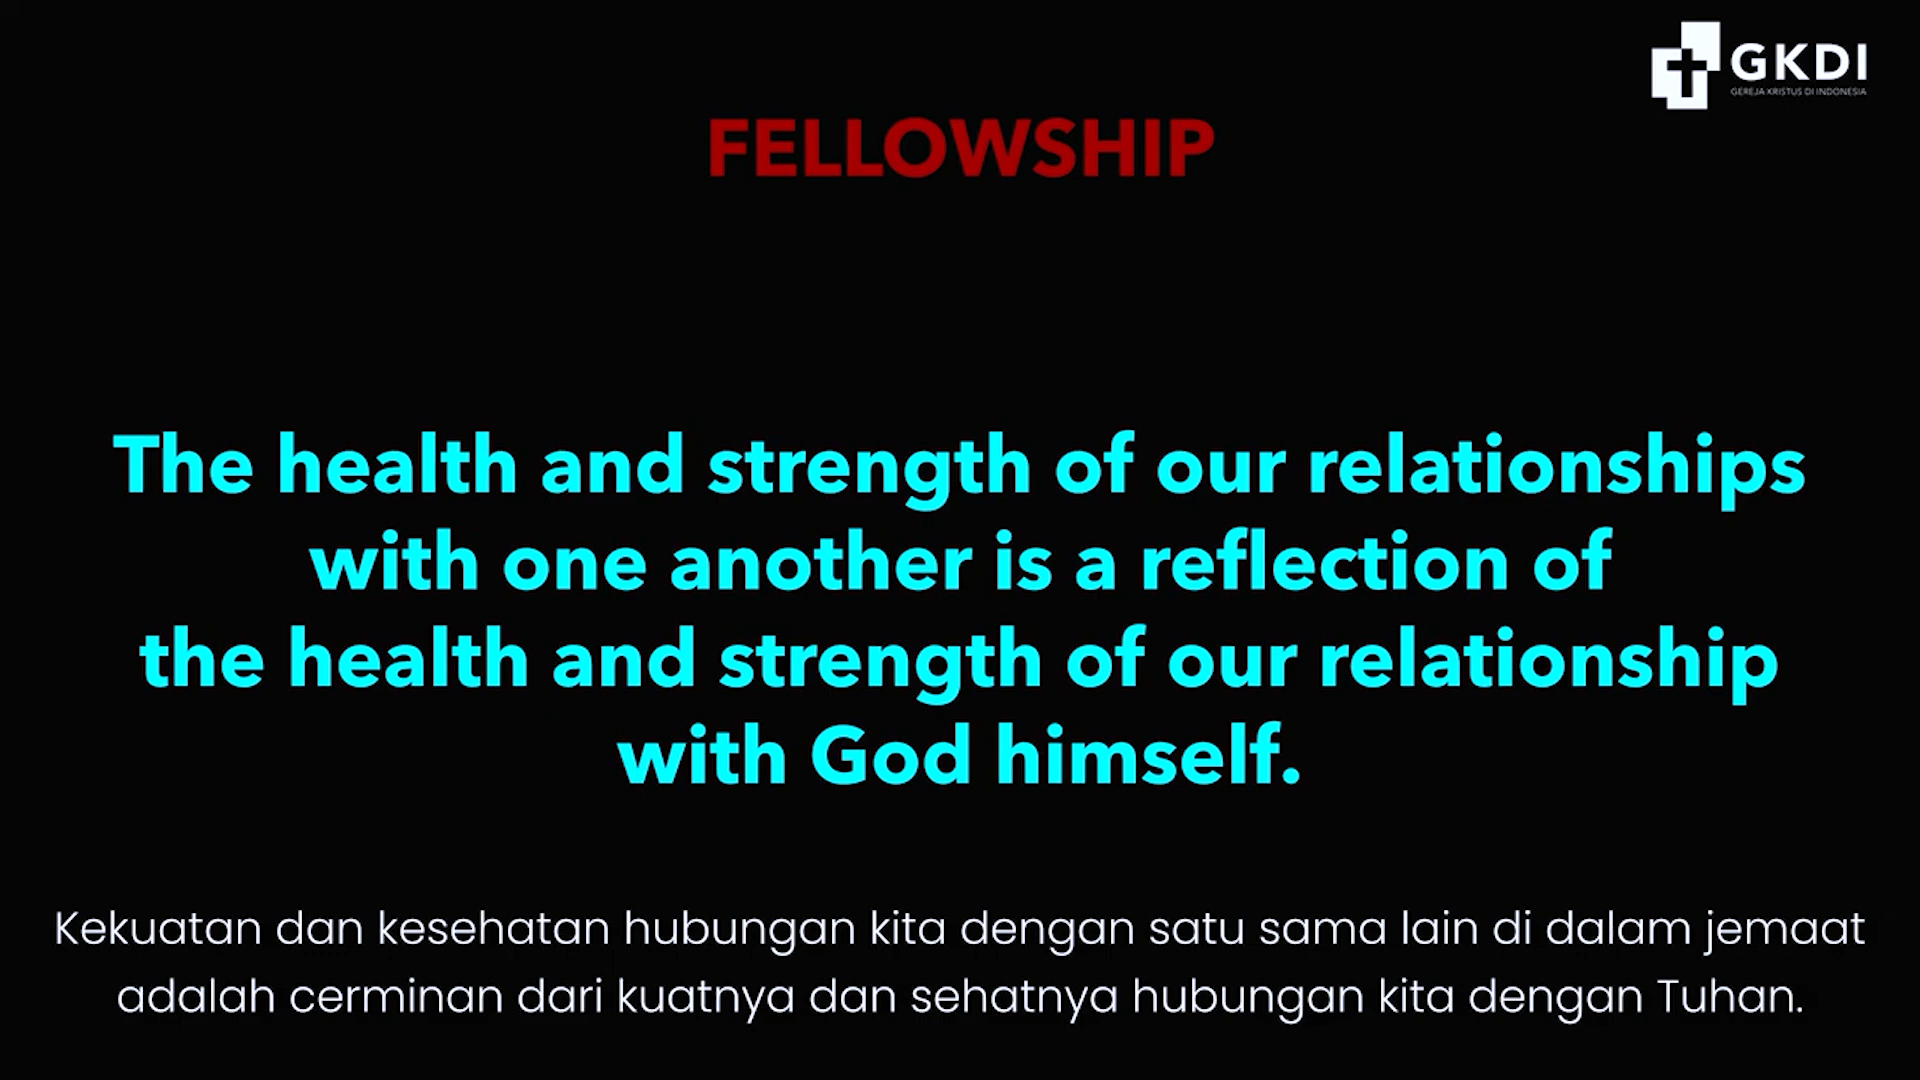 GKDI
GEREJA KRISTUS DI INDONESIA
FELLOWSHIP
The health and strength of our relationships
with one another is a reflection of
the health and strength of our relationship
with God himself.
Kekuatan dan kesehatan hubungan kita dengan satu sama lain di dalam jemaat
adalah cerminan dari kuatnya dan sehatnya hubungan kita dengan Tuhan.